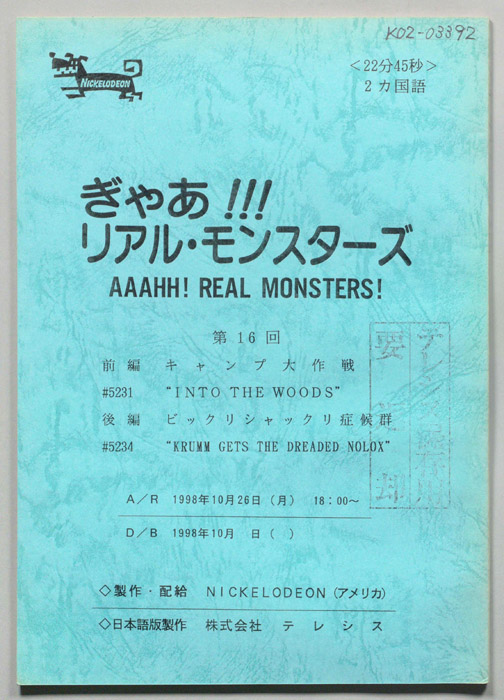 K02-03392
NICKELODEON
<22分45秒>
2カ国語
ぎゃあ!!!
リアル・モンスターズ
AAAHH! REAL MONSTERS!
第16回
前編 キャンプ大作戦
#5231 "INTO THE WOODS"
後編 ビックリシャックリ症候群
#5234 "KRUMM GETS THE DREADED NOLOX"
A/R 1998年10月26日(月) 18:00~
D/B 1998年10月 日( )
◇製作・配給 NICKELODEON(アメリカ)
◇日本語版製作 株式会社 テレシス